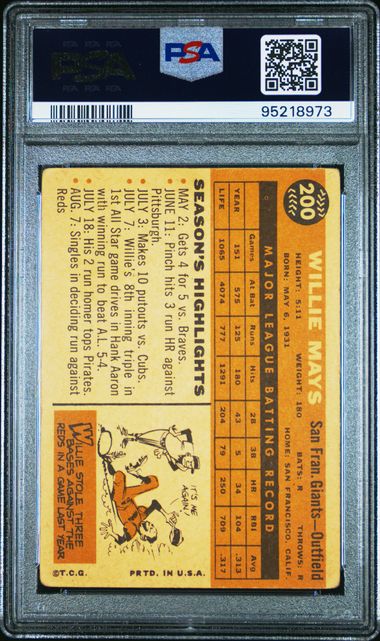 PSA
PSA
95218973
200
WILLIE MAYS
San Fran Giants—Outfield
HEIGHT: 5:11 WEIGHT: 180 BATS: R THROWS: R
BORN: MAY 6, 1931 HOME: SAN FRANCISCO, CALIF.
MAJOR LEAGUE BATTING RECORD
Games At Bat Runs Hits 2B 3B HR RBI Avg
YEAR 151 575 125 180 43 5 34 104 .313
LIFE 1065 4074 777 1291 204 79 250 709 .317
SEASON'S HIGHLIGHTS
• MAY 2: Gets 4 for 5 vs. Braves.
• JUNE 11: Pinch hits 3 run HR against
Pittsburgh.
• JULY 3: Makes 10 putouts vs. Cubs.
• JULY 7: Willie's 8th inning triple in
1st All Star game drives in Hank Aaron
with winning run to beat A.L. 5-4.
• JULY 18: His 2 run homer tops Pirates.
• AUG 7: Singles in deciding run against
Reds
IT'S ME AGAIN
WILLIE STOLE THREE
BASES AGAINST THE
REDS IN A GAME LAST YEAR
©T.C.G. PRTD. IN U.S.A.